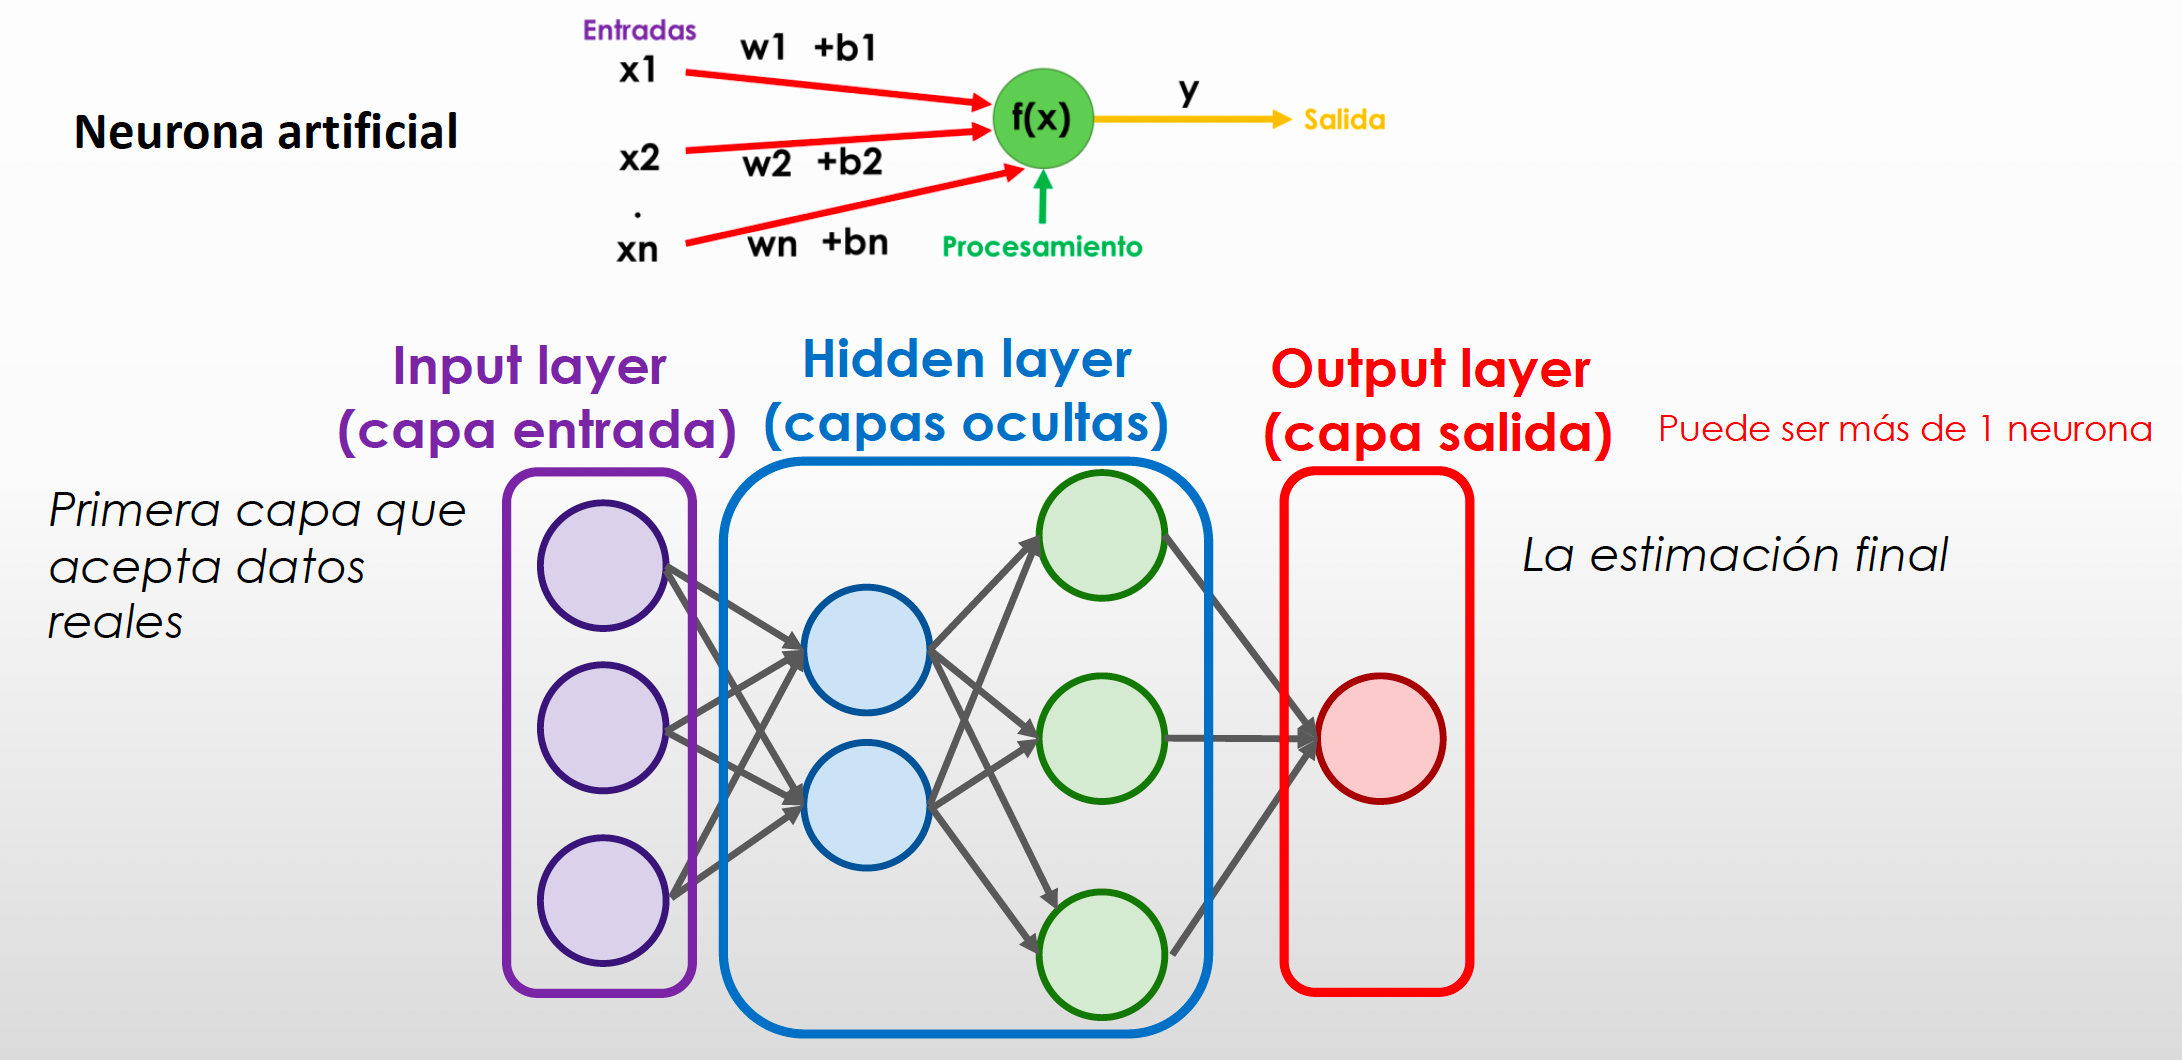 Entradas
x1
w1 +b1
Neurona artificial
x2
w2 +b2
.
xn
wn +bn
f(x)
y
Salida
Procesamiento
Input layer
(capa entrada)
Hidden layer
(capas ocultas)
Output layer
(capa salida)
Puede ser más de 1 neurona
Primera capa que
acepta datos
reales
La estimación final